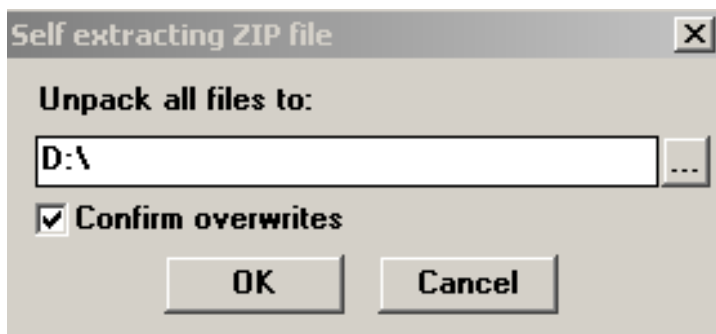 Self extracting ZIP file
Unpack all files to:
D:\
...
Confirm overwrites
OK Cancel